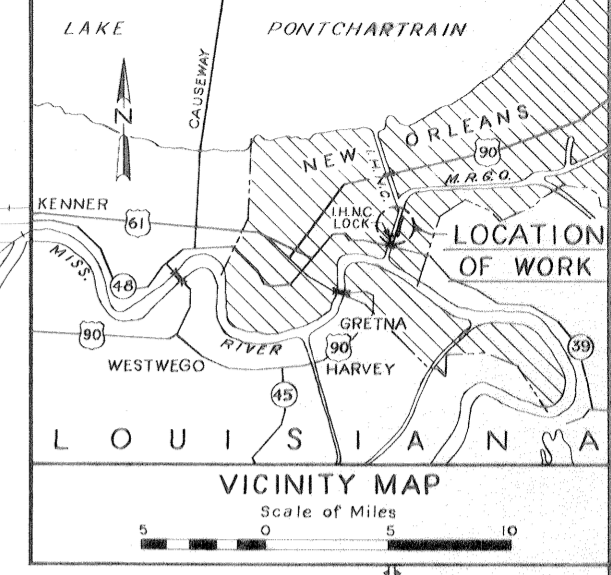 LAKE PONTCHARTRAIN
CAUSEWAY
N
NEW ORLEANS
I.H.N.C.
90
M.R.G.O.
KENNER
61
I.H.N.C.
LOCK
LOCATION
OF WORK
MISS.
48
90
RIVER
GRETNA
90
HARVEY
WESTWEGO
45
39
LOUISIANA
VICINITY MAP
Scale of Miles
5 0 5 10